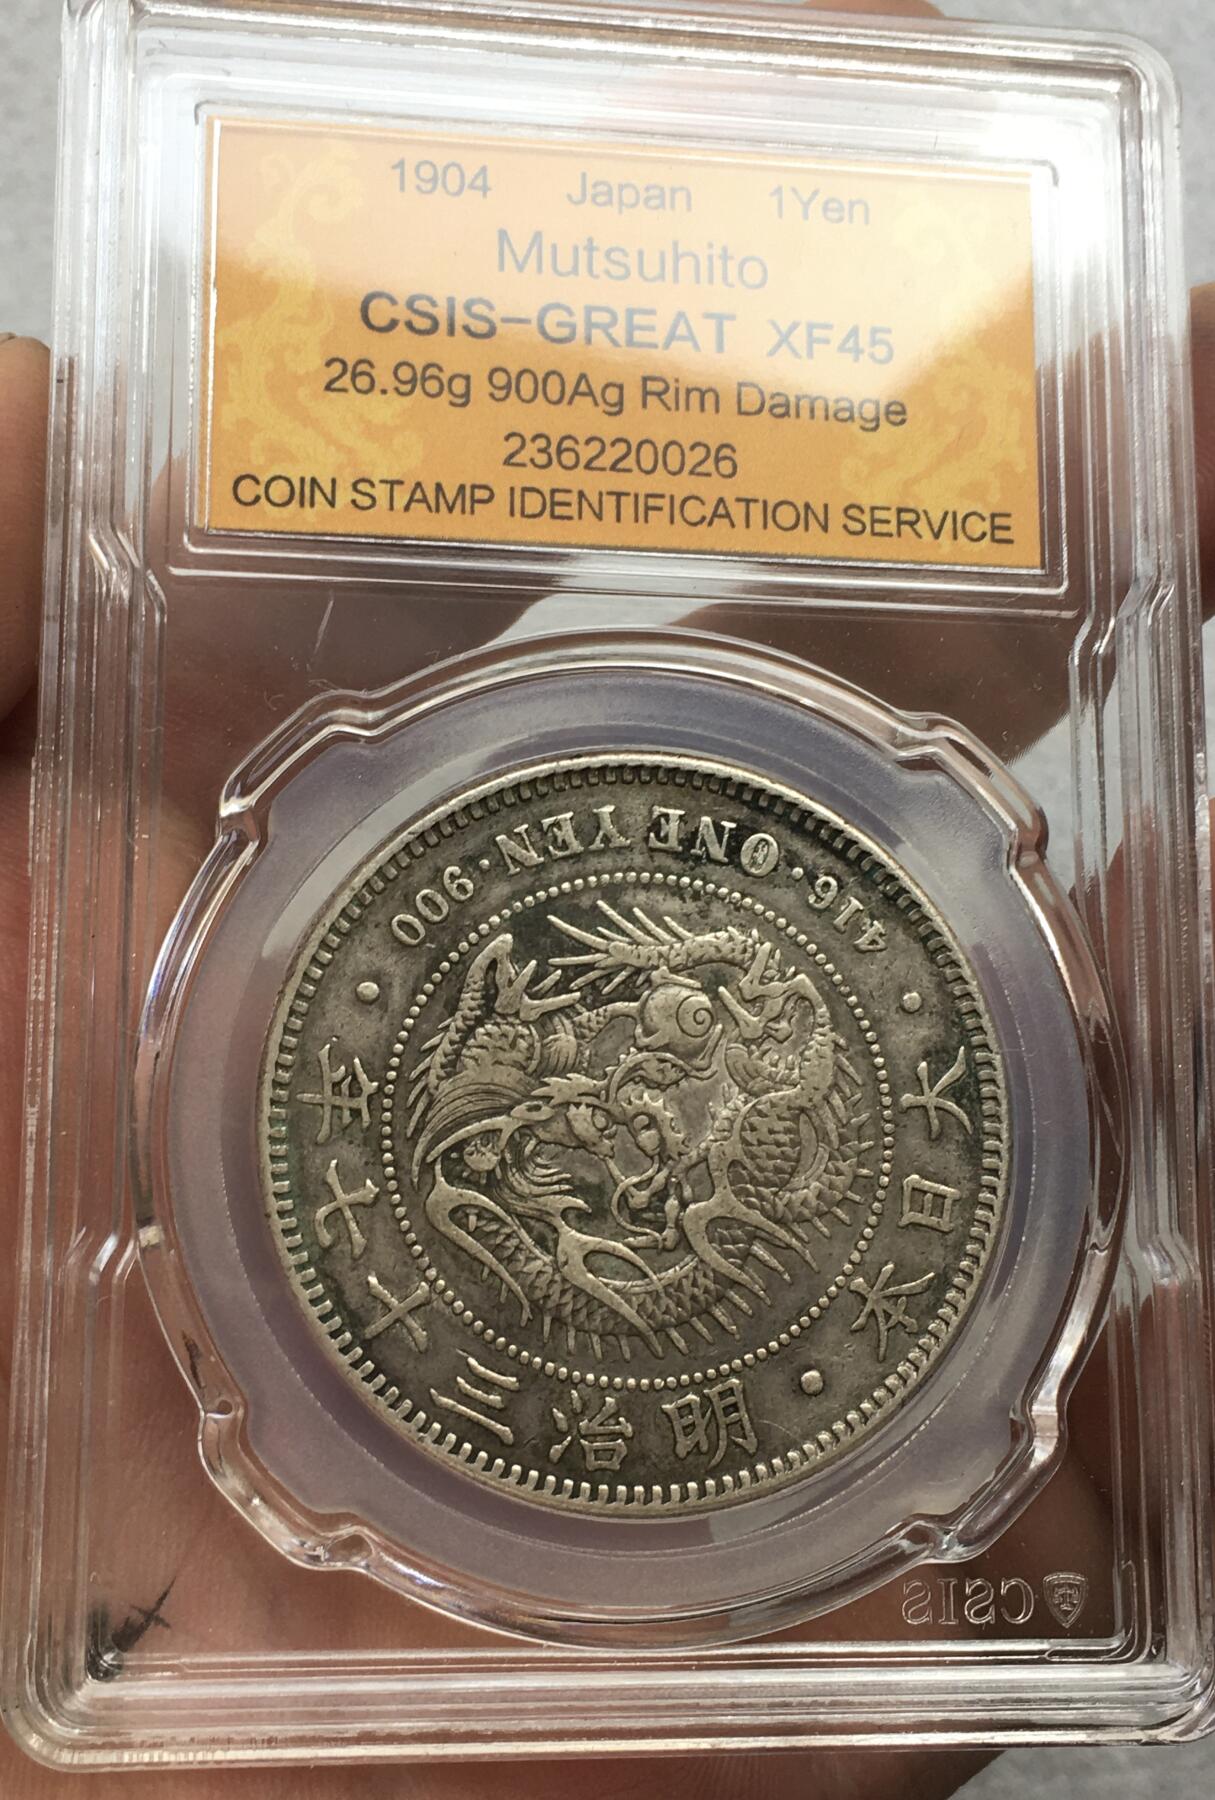 1904 Japan 1Yen
Mutsuhito
CSIS-GREAT XF45
26.96g 900Ag Rim Damage
236220026
COIN STAMP IDENTIFICATION SERVICE
大日本・明治三十七年・
416・ONE YEN・900
CSIS